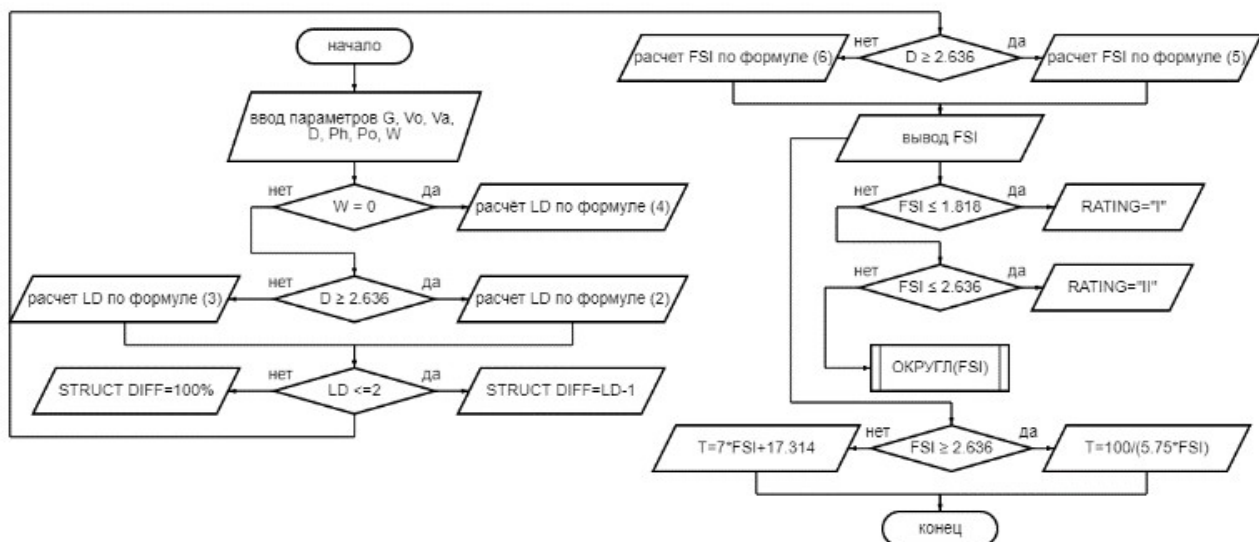 начало
ввод параметров G, Vo, Va,
D, Ph, Po, W
нет
да
W = 0
расчёт LD по формуле (4)
нет
да
расчет LD по формуле (3)
D ≥ 2.636
расчет LD по формуле (2)
нет
да
STRUCT DIFF=100%
LD <=2
STRUCT DIFF=LD-1
нет
да
расчет FSI по формуле (6)
D ≥ 2.636
расчет FSI по формуле (5)
вывод FSI
нет
да
FSI ≤ 1.818
RATING="I"
нет
да
FSI ≤ 2.636
RATING="II"
ОКРУГЛ(FSI)
нет
да
T=7*FSI+17.314
FSI ≥ 2.636
T=100/(5.75*FSI)
конец